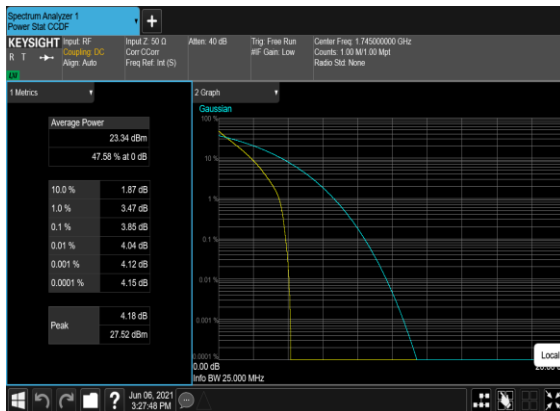 Spectrum Analyzer 1
Power Stat CCDF
KEYSIGHT
R T
Input: RF
Coupling: DC
Align: Auto
Input Z: 50 Ω
Corr CCorr
Freq Ref: Int (S)
Atten: 40 dB
Trig: Free Run
#IF Gain: Low
Center Freq: 1.745000000 GHz
Counts: 1.00 M/1.00 Mpt
Radio Std: None
1 Metrics
Average Power
23.34 dBm
47.58 % at 0 dB
10.0 % 1.87 dB
1.0 % 3.47 dB
0.1 % 3.85 dB
0.01 % 4.04 dB
0.001 % 4.12 dB
0.0001 % 4.15 dB
Peak
4.18 dB
27.52 dBm
2 Graph
Gaussian
100 %
10 %
1 %
0.1 %
0.01 %
0.001 %
0.0001 %
0.00 dB
Info BW 25.000 MHz
Local
Jun 06, 2021
3:27:48 PM